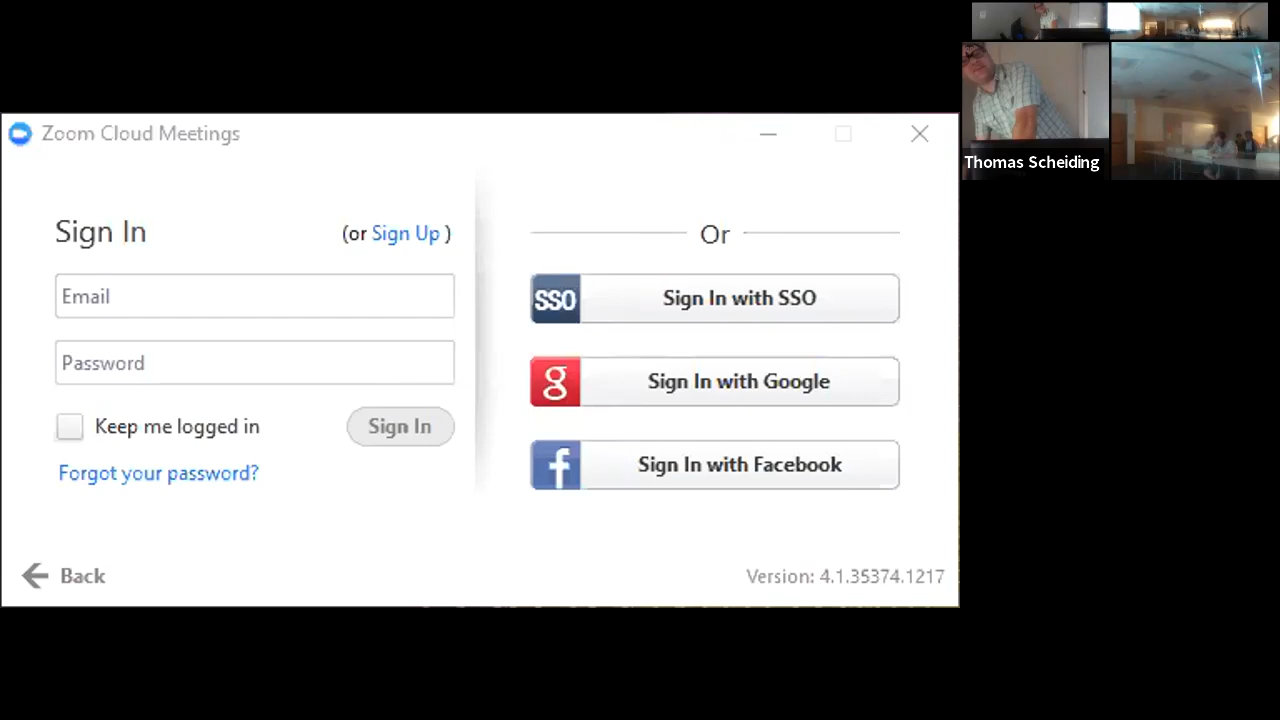 Zoom Cloud Meetings
Sign In (or Sign Up )
Email
Password
Keep me logged in
Sign In
Forgot your password?
Or
SSO Sign In with SSO
g Sign In with Google
f Sign In with Facebook
Back
Version: 4.1.35374.1217
Thomas Scheiding